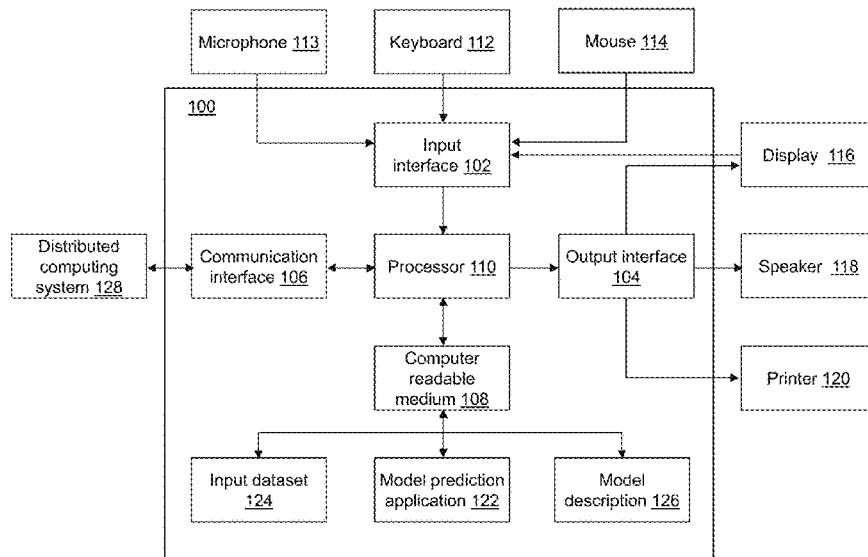 Microphone 113
Keyboard 112
Mouse 114
100
Input
interface 102
Display 116
Distributed
computing
system 128
Communication
interface 106
Processor 110
Output interface
104
Speaker 118
Computer
readable
medium 108
Printer 120
Input dataset
124
Model prediction
application 122
Model
description 126